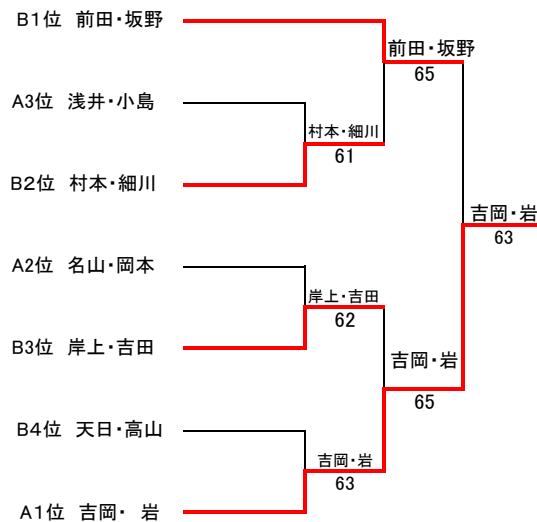 B1位 前田・坂野
前田・坂野
65
A3位 浅井・小島
村本・細川
61
B2位 村本・細川
吉岡・岩
63
A2位 名山・岡本
岸上・吉田
62
B3位 岸上・吉田
吉岡・岩
65
B4位 天日・高山
吉岡・岩
63
A1位 吉岡・ 岩